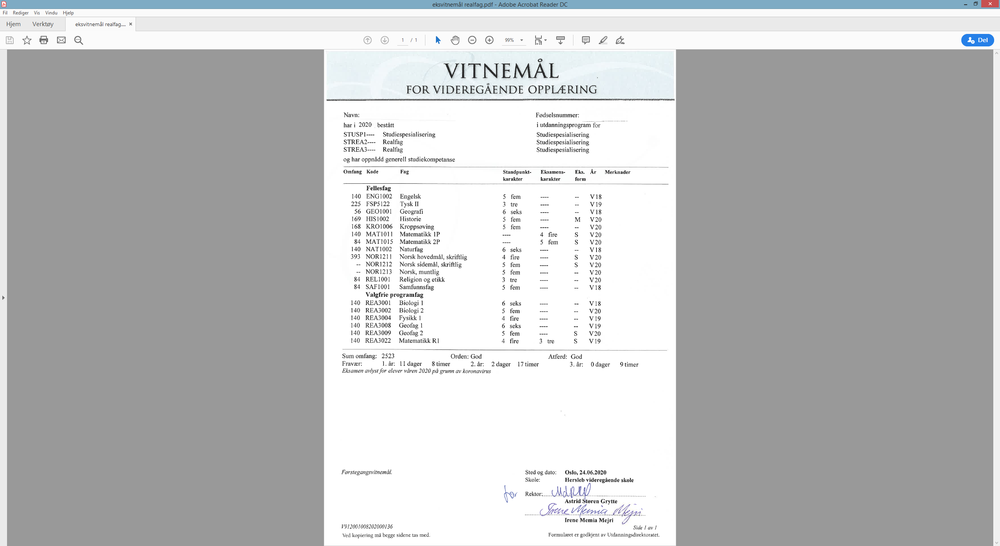 eksvitnemål realfag.pdf - Adobe Acrobat Reader DC
Fil Rediger Vis Vindu Hjelp
Hjem Verktøy eksvitnemål realfag.... ×
1 / 1 99% Del
VITNEMÅL
FOR VIDEREGÅENDE OPPLÆRING
Navn: Fødselsnummer:
har i 2020 bestått i utdanningsprogram for
STUSP1---- Studiespesialisering Studiespesialisering
STREA2---- Realfag Studiespesialisering
STREA3---- Realfag Studiespesialisering
og har oppnådd generell studiekompetanse
Omfang Kode Fag Standpunkt- Eksamens- Eks. År Merknader
karakter karakter form
Fellesfag
140 ENG1002 Engelsk 5 fem ---- -- V18
225 FSP5122 Tysk II 3 tre ---- -- V19
56 GEO1001 Geografi 6 seks ---- -- V18
169 HIS1002 Historie 5 fem ---- M V20
168 KRO1006 Kroppsøving 5 fem ---- -- V20
140 MAT1011 Matematikk 1P ---- 4 fire S V20
84 MAT1015 Matematikk 2P ---- 5 fem S V20
140 NAT1002 Naturfag 6 seks ---- -- V18
393 NOR1211 Norsk hovedmål, skriftlig 4 fire ---- S V20
-- NOR1212 Norsk sidemål, skriftlig 5 fem ---- S V20
-- NOR1213 Norsk, muntlig 5 fem ---- -- V20
84 REL1001 Religion og etikk 3 tre ---- -- V20
84 SAF1001 Samfunnsfag 5 fem ---- -- V18
Valgfrie programfag
140 REA3001 Biologi 1 6 seks ---- -- V18
140 REA3002 Biologi 2 5 fem ---- -- V20
140 REA3004 Fysikk 1 4 fire ---- -- V19
140 REA3008 Geofag 1 6 seks ---- -- V19
140 REA3009 Geofag 2 5 fem ---- S V20
140 REA3022 Matematikk R1 4 fire 3 tre S V19
Sum omfang: 2523 Orden: God Atferd: God
Fravær: 1. år: 11 dager 8 timer 2. år: 2 dager 17 timer 3. år: 0 dager 9 timer
Eksamen avlyst for elever våren 2020 på grunn av koronavirus
Førstegangsvitnemål. Sted og dato: Oslo, 24.06.2020
Skole: Hersleb videregående skole
for Rektor:
Astrid Støren Grytte
Irene Memia Mejri
Irene Memia Mejri
V912001008202000136 Side 1 av 1
Ved kopiering må begge sidene tas med. Formularet er godkjent av Utdanningsdirektoratet.